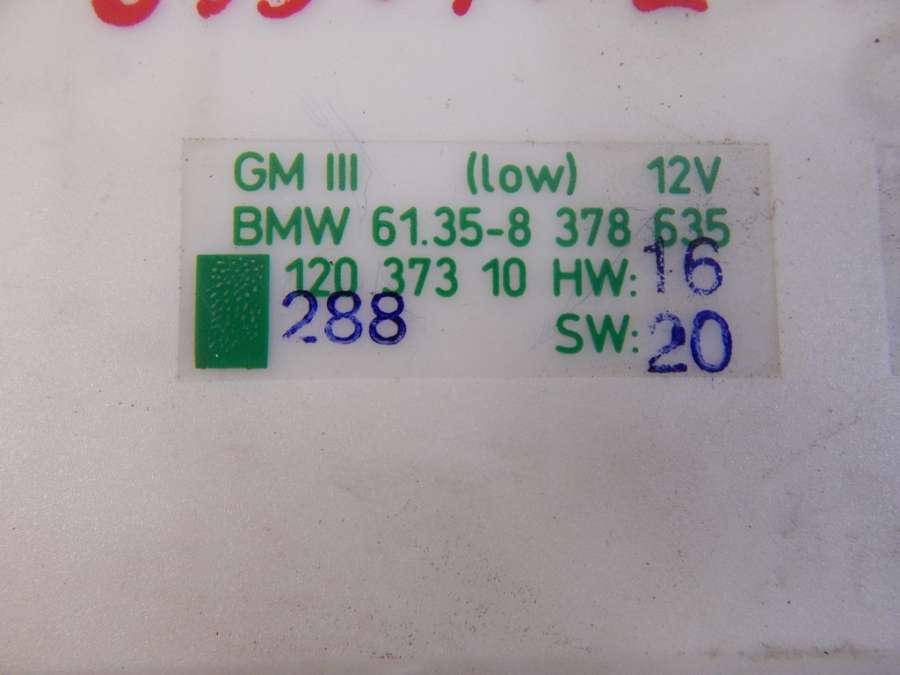 GM III (low) 12V
BMW 61.35-8 378 635
120 373 10 HW: 16
288 SW: 20